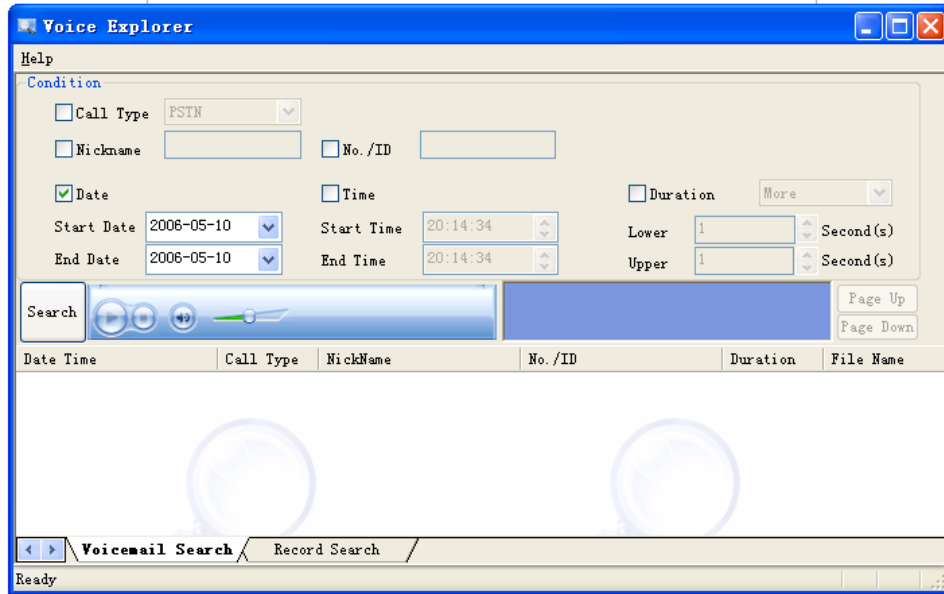 Voice Explorer
Help
Condition
Call Type PSTN
Nickname No./ID
Date Time Duration More
Start Date 2006-05-10 Start Time 20:14:34 Lower 1 Second(s)
End Date 2006-05-10 End Time 20:14:34 Upper 1 Second(s)
Search Page Up
Page Down
Date Time Call Type NickName No./ID Duration File Name
Voicemail Search Record Search
Ready